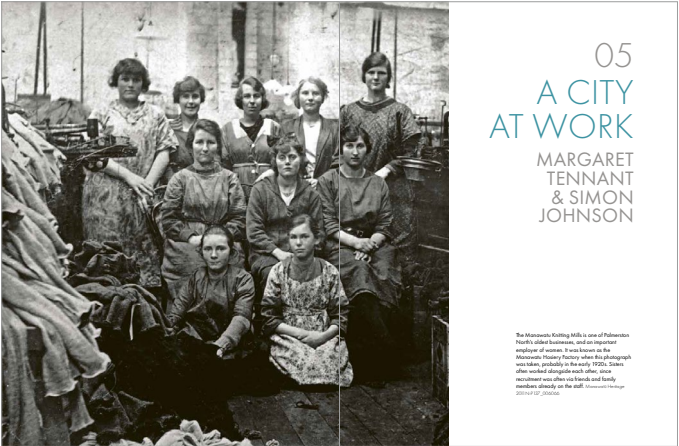 05
A CITY
AT WORK
MARGARET
TENNANT
& SIMON
JOHNSON
The Manawatu Knitting Mills is one of Palmerston
North's oldest businesses, and an important
employer of women. It was known as the
Manawatu Hosiery Factory when this photograph
was taken, probably in the early 1920s. Sisters
often worked alongside each other, since
recruitment was often via friends and family
members already on the staff. Manawatū Heritage